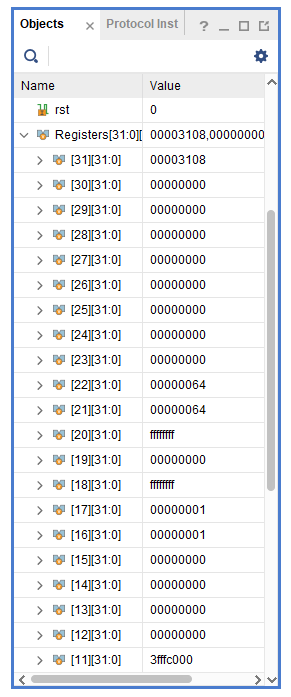 Objects × Protocol Inst ? _ □
Name Value
rst 0
Registers[31:0][ 00003108,00000000
[31][31:0] 00003108
[30][31:0] 00000000
[29][31:0] 00000000
[28][31:0] 00000000
[27][31:0] 00000000
[26][31:0] 00000000
[25][31:0] 00000000
[24][31:0] 00000000
[23][31:0] 00000000
[22][31:0] 00000064
[21][31:0] 00000064
[20][31:0] ffffffff
[19][31:0] 00000000
[18][31:0] ffffffff
[17][31:0] 00000001
[16][31:0] 00000001
[15][31:0] 00000000
[14][31:0] 00000000
[13][31:0] 00000000
[12][31:0] 00000000
[11][31:0] 3fffc000